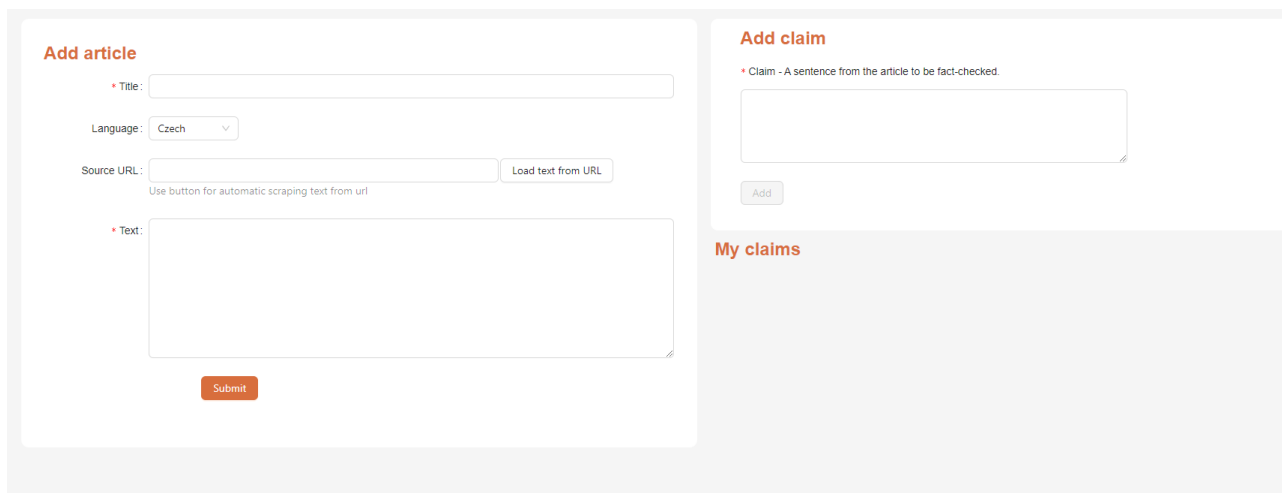 Add article
* Title :
Language : Czech
Source URL : Load text from URL
Use button for automatic scraping text from url
* Text :
Submit
Add claim
* Claim - A sentence from the article to be fact-checked.
Add
My claims